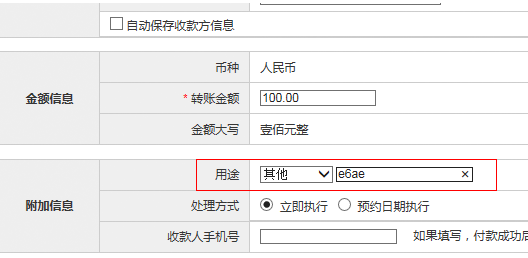 自动保存收款方信息
币种 人民币
金额信息 * 转账金额 100.00
金额大写 壹佰元整
用途 其他 e6ae ×
附加信息 处理方式 立即执行 预约日期执行
收款人手机号 如果填写，付款成功后